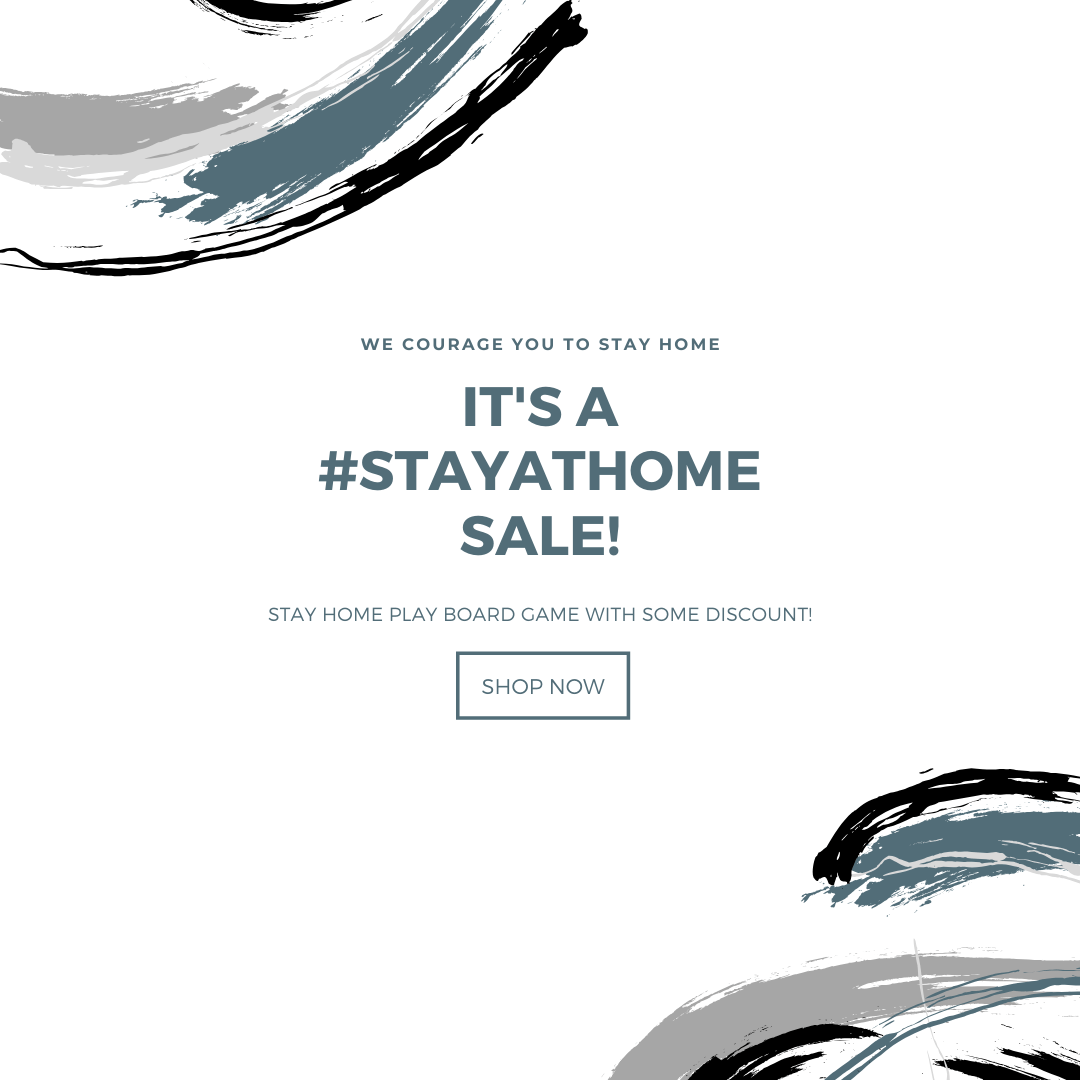 WE COURAGE YOU TO STAY HOME
IT'S A
#STAYATHOME
SALE!
STAY HOME PLAY BOARD GAME WITH SOME DISCOUNT!
SHOP NOW